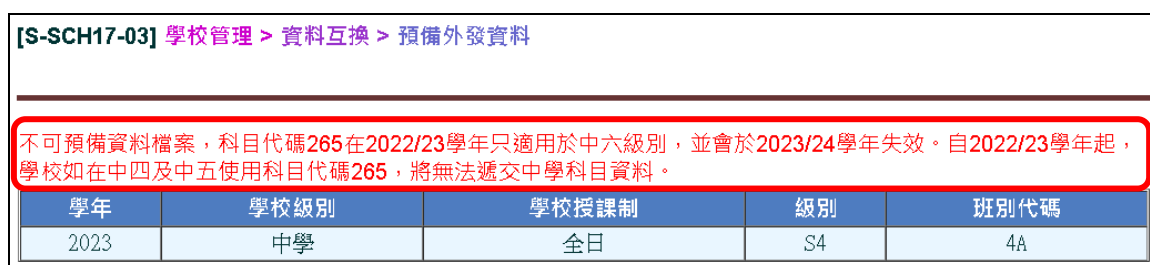 [S-SCH17-03] 學校管理 > 資料互換 > 預備外發資料
不可預備資料檔案，科目代碼265在2022/23學年只適用於中六級別，並會於2023/24學年失效。自2022/23學年起，
學校如在中四及中五使用科目代碼265，將無法遞交中學科目資料。
學年 學校級別 學校授課制 級別 班別代碼
2023 中學 全日 S4 4A